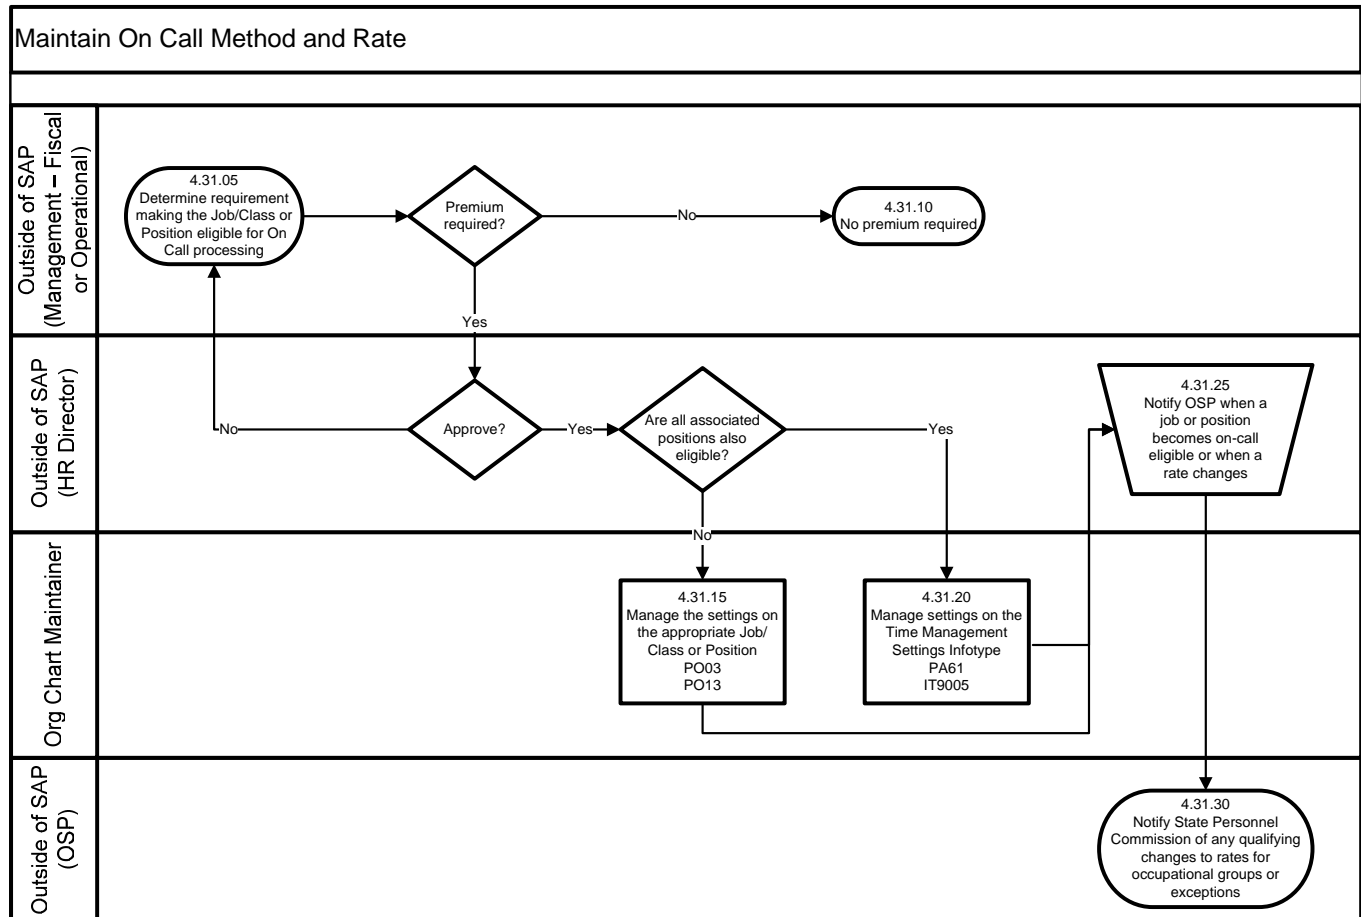 Maintain On Call Method and Rate
Outside of SAP
(Management – Fiscal
or Operational)
4.31.05
Determine requirement
making the Job/Class or
Position eligible for On
Call processing
Premium
required?
No
4.31.10
No premium required
Yes
Outside of SAP
(HR Director)
No
Approve?
Yes
Are all associated
positions also
eligible?
Yes
No
4.31.25
Notify OSP when a
job or position
becomes on-call
eligible or when a
rate changes
Org Chart Maintainer
4.31.15
Manage the settings on
the appropriate Job/
Class or Position
PO03
PO13
4.31.20
Manage settings on the
Time Management
Settings Infotype
PA61
IT9005
Outside of SAP
(OSP)
4.31.30
Notify State Personnel
Commission of any qualifying
changes to rates for
occupational groups or
exceptions